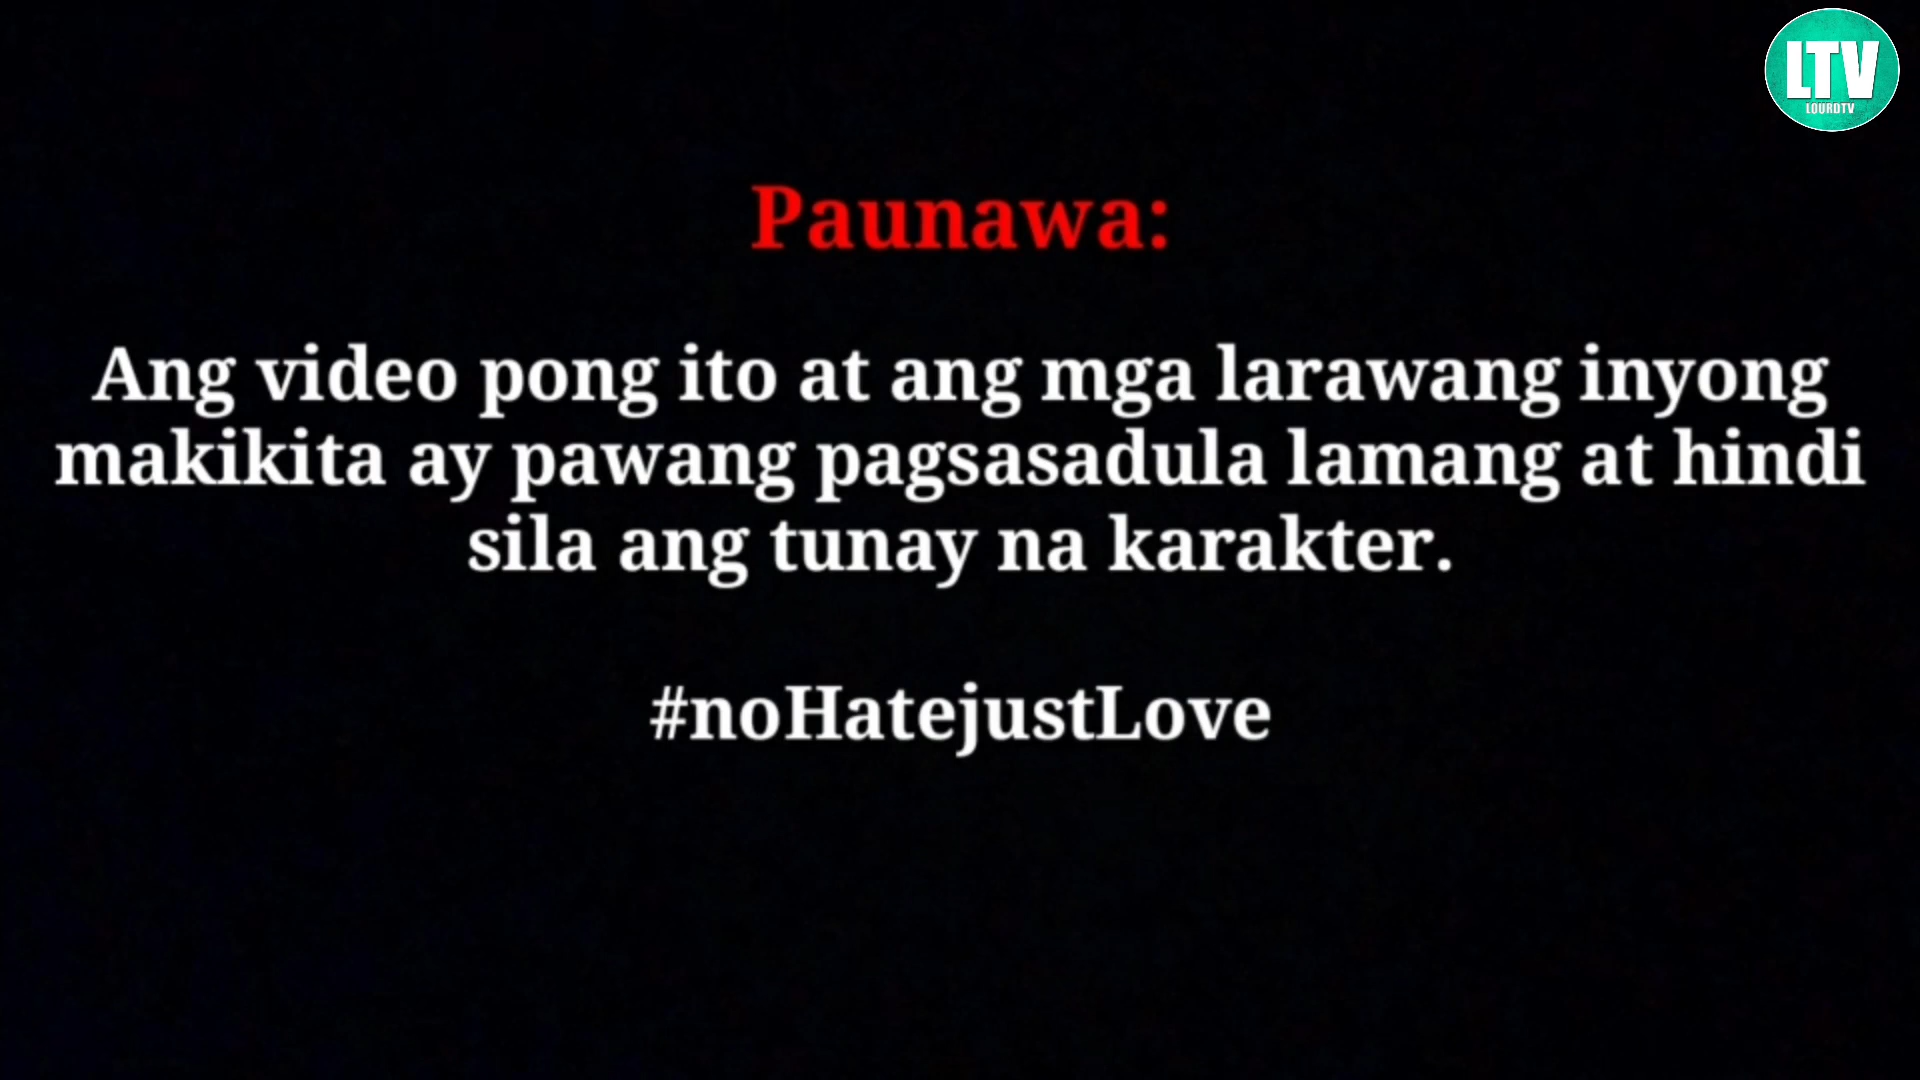 LTV
LOURDTV
Paunawa:
Ang video pong ito at ang mga larawang inyong
makikita ay pawang pagsasadula lamang at hindi
sila ang tunay na karakter.
#noHatejustLove